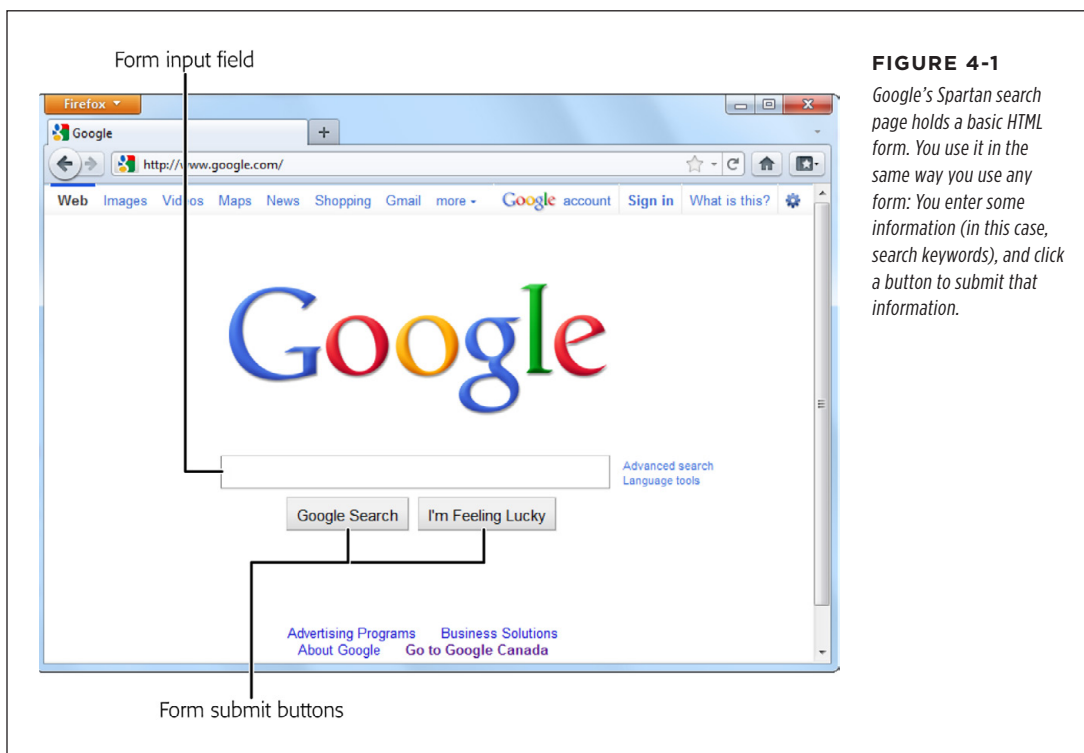 Form input field
Firefox
Google
http://www.google.com/
Web Images Videos Maps News Shopping Gmail more Google account Sign in What is this?
Google
Advanced search
Language tools
Google Search I'm Feeling Lucky
Advertising Programs Business Solutions
About Google Go to Google Canada
Form submit buttons
FIGURE 4-1
Google's Spartan search
page holds a basic HTML
form. You use it in the
same way you use any
form: You enter some
information (in this case,
search keywords), and click
a button to submit that
information.